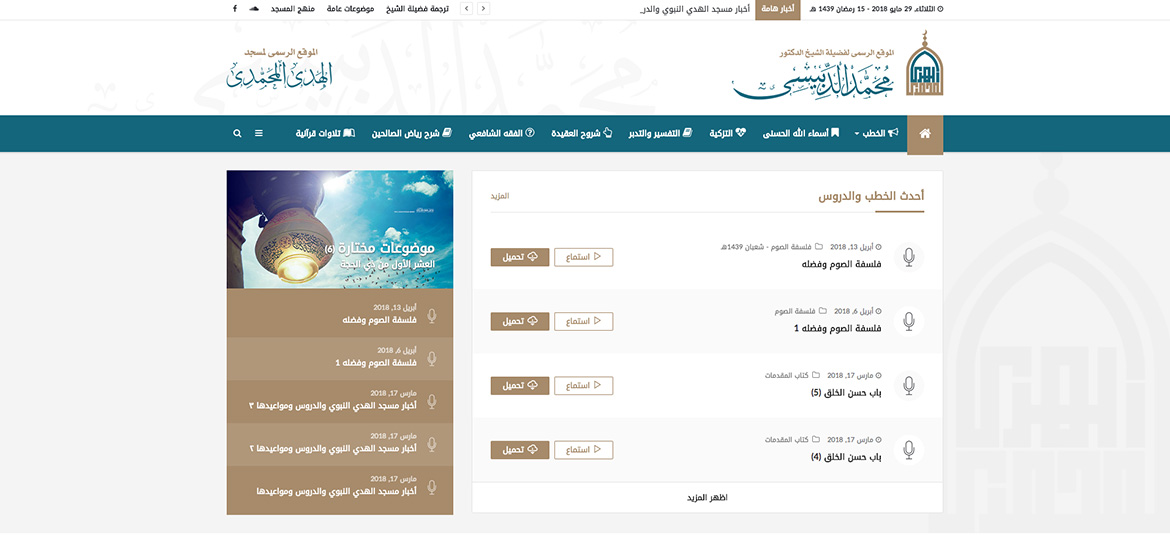 الثلاثاء، 29 مايو 2018 - 15 رمضان 1439 هـ
أخبار هامة
أخبار مسجد الهدي النبوي والدر_
ترجمة فضيلة الشيخ
موضوعات عامة
منهج المسجد
الموقع الرسمى لفضيلة الشيخ الدكتور
محمد الدبيسى
الموقع الرسمى لمسجد
الهدى المحمدى
الخطب
أسماء الله الحسنى
التزكية
التفسير والتدبر
شروح العقيدة
الفقه الشافعي
شرح رياض الصالحين
تلاوات قرآنية
أحدث الخطب والدروس
المزيد
أبريل 13, 2018 فلسفة الصوم - شعبان 1439هـ
فلسفة الصوم وفضله
استماع
تحميل
أبريل 6, 2018 فلسفة الصوم
فلسفة الصوم وفضله 1
استماع
تحميل
مارس 17, 2018 كتاب المقدمات
باب حسن الخلق (5)
استماع
تحميل
مارس 17, 2018 كتاب المقدمات
باب حسن الخلق (4)
استماع
تحميل
اظهر المزيد
موضوعات مختارة (6)
العشر الأول من ذي الحجة
أبريل 13, 2018
فلسفة الصوم وفضله
أبريل 6, 2018
فلسفة الصوم وفضله 1
مارس 17, 2018
أخبار مسجد الهدي النبوي والدروس ومواعيدها ٣
مارس 17, 2018
أخبار مسجد الهدي النبوي والدروس ومواعيدها ٢
مارس 17, 2018
أخبار مسجد الهدي النبوي والدروس ومواعيدها